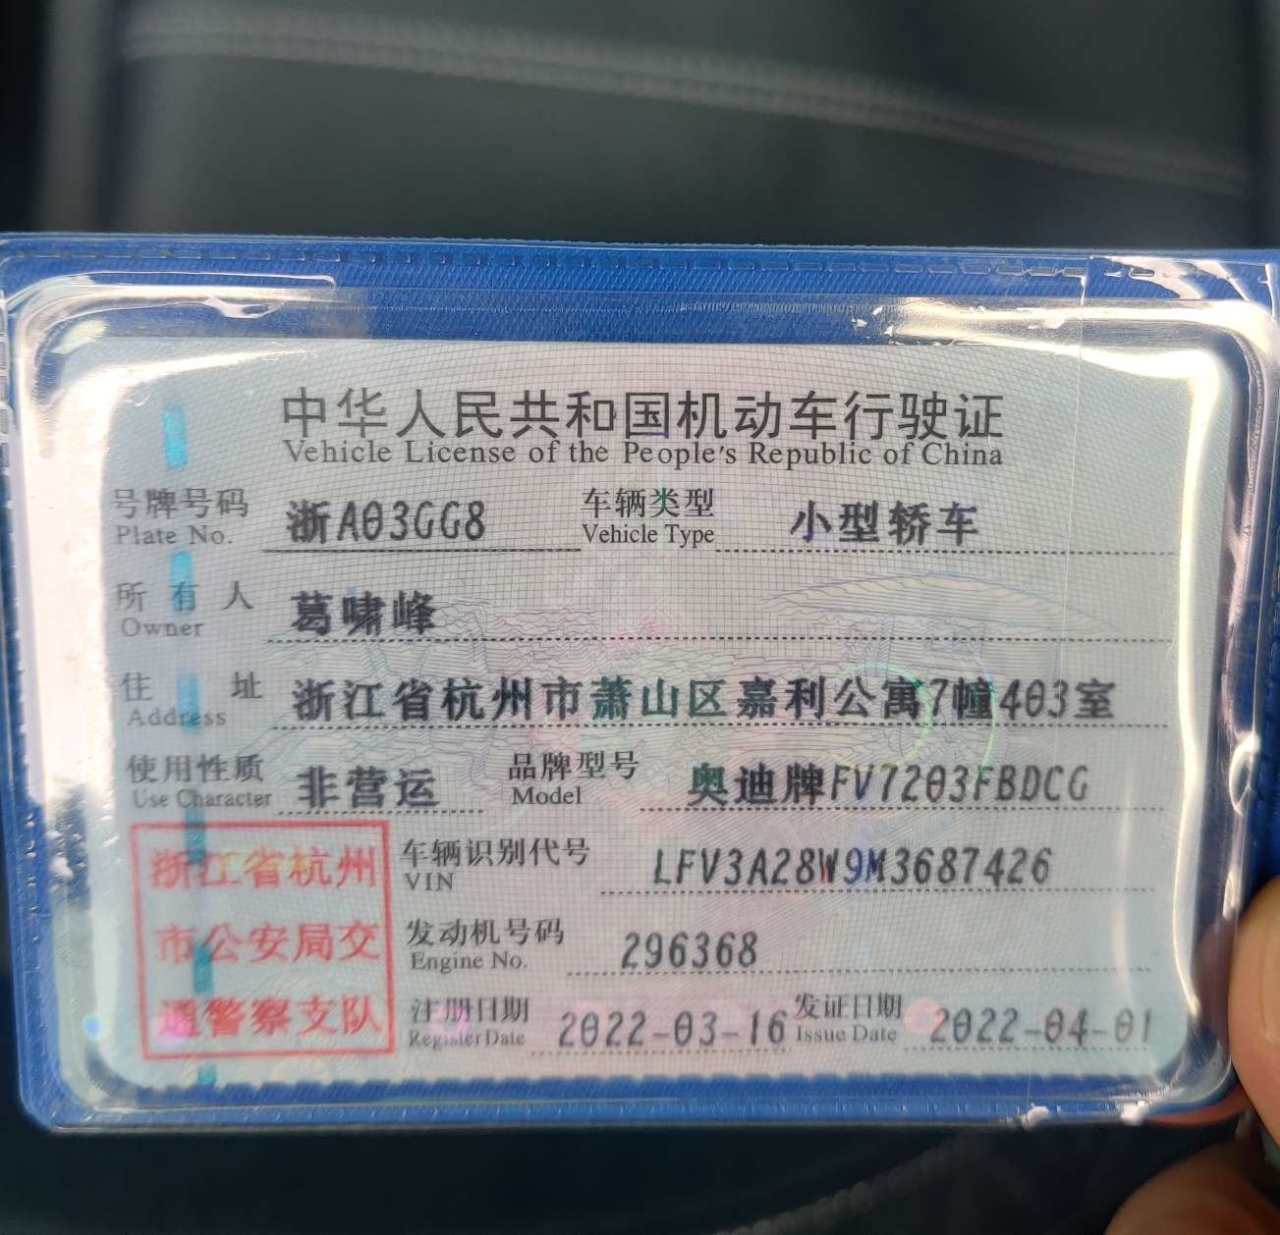 中华人民共和国机动车行驶证
Vehicle License of the People's Republic of China
号牌号码 浙A03GG8 车辆类型 小型轿车
Plate No. Vehicle Type
所有人 葛啸峰
Owner
住址 浙江省杭州市萧山区嘉利公寓7幢403室
Address
使用性质 非营运 品牌型号 奥迪牌FV7203FBDCG
Use Character Model
浙江省杭州
市公安局交
通警察支队
车辆识别代号 LFV3A28W9M3687426
VIN
发动机号码 296368
Engine No.
注册日期 2022-03-16 发证日期 2022-04-01
Register Date Issue Date